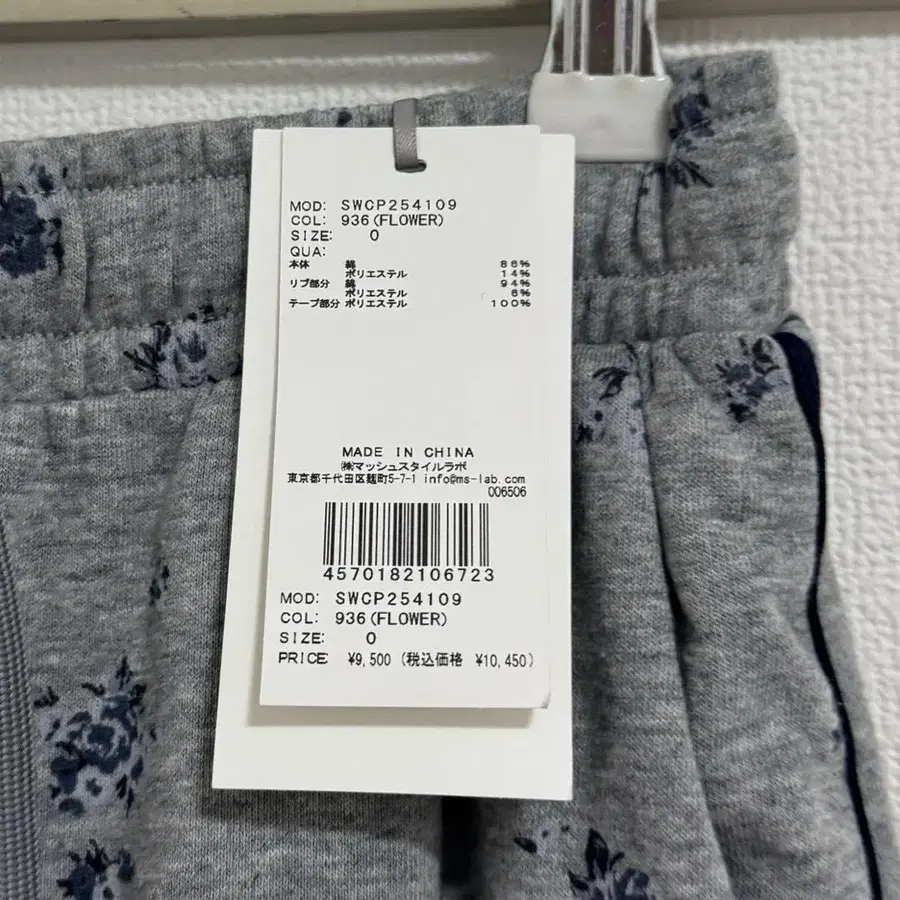 MOD: SWCP254109
COL: 936(FLOWER)
SIZE: 0
QUA:
本体 綿 86%
ポリエステル 14%
リブ部分 綿 94%
ポリエステル 6%
テープ部分 ポリエステル 100%
MADE IN CHINA
㈱マッシュスタイルラボ
東京都千代田区麹町5-7-1 info@ms-lab.com
006506
4570182106723
MOD: SWCP254109
COL: 936(FLOWER)
SIZE: 0
PRICE: ¥9,500 (税込価格 ¥10,450)